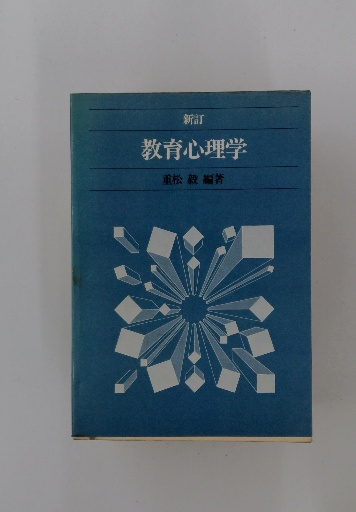 新訂
教育心理学
重松 毅 編著